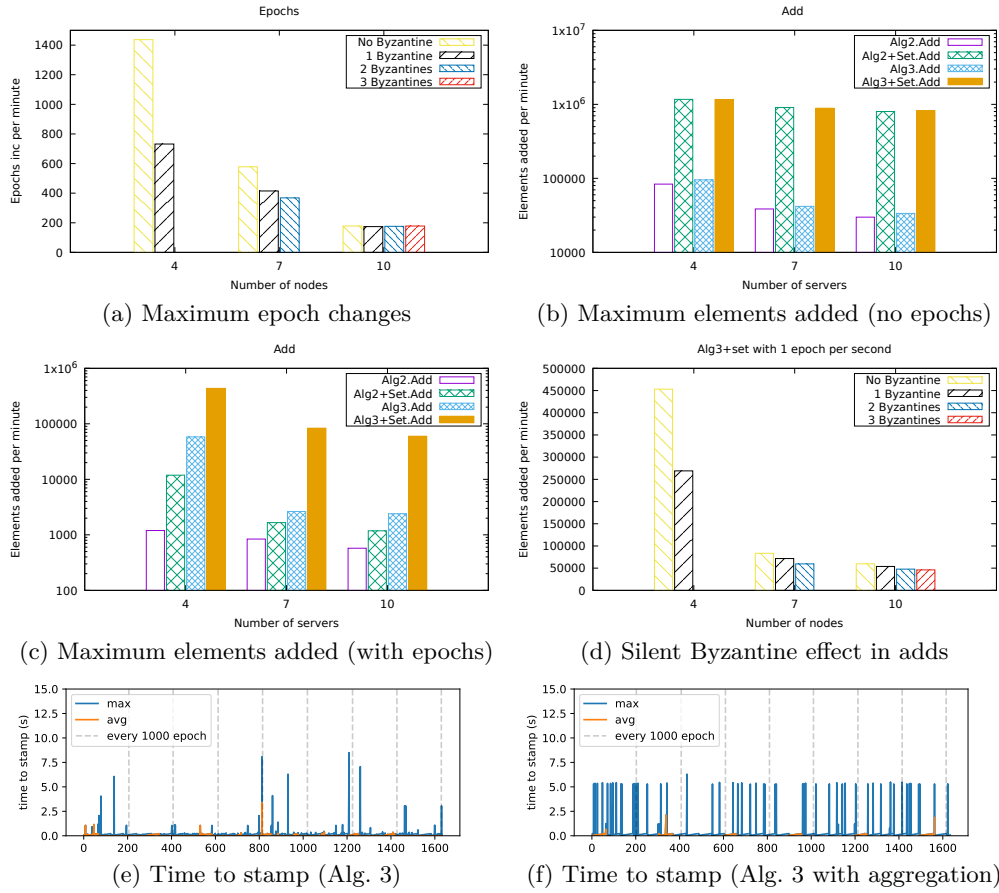 Epochs
Epochs inc per minute
1400
1200
1000
800
600
400
200
0
No Byzantine
1 Byzantine
2 Byzantines
3 Byzantines
4 7 10
Number of nodes
(a) Maximum epoch changes
Add
Elements added per minute
1x10^7
1x10^6
100000
10000
Alg2.Add
Alg2+Set.Add
Alg3.Add
Alg3+Set.Add
4 7 10
Number of servers
(b) Maximum elements added (no epochs)
Add
Elements added per minute
1x10^6
100000
10000
1000
100
Alg2.Add
Alg2+Set.Add
Alg3.Add
Alg3+Set.Add
4 7 10
Number of servers
(c) Maximum elements added (with epochs)
Alg3+set with 1 epoch per second
Elements added per minute
500000
450000
400000
350000
300000
250000
200000
150000
100000
50000
0
No Byzantine
1 Byzantine
2 Byzantines
3 Byzantines
4 7 10
Number of nodes
(d) Silent Byzantine effect in adds
time to stamp (s)
15.0
12.5
10.0
7.5
5.0
2.5
0.0
max
avg
every 1000 epoch
0 200 400 600 800 1000 1200 1400 1600
(e) Time to stamp (Alg. 3)
time to stamp (s)
15.0
12.5
10.0
7.5
5.0
2.5
0.0
max
avg
every 1000 epoch
0 200 400 600 800 1000 1200 1400 1600
(f) Time to stamp (Alg. 3 with aggregation)